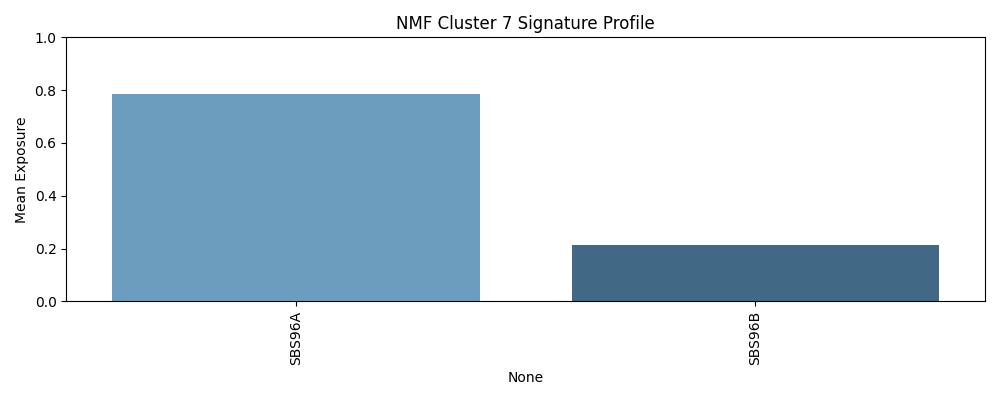 NMF Cluster 7 Signature Profile
1.0
0.8
0.6
0.4
0.2
0.0
Mean Exposure
SBS96A
SBS96B
None